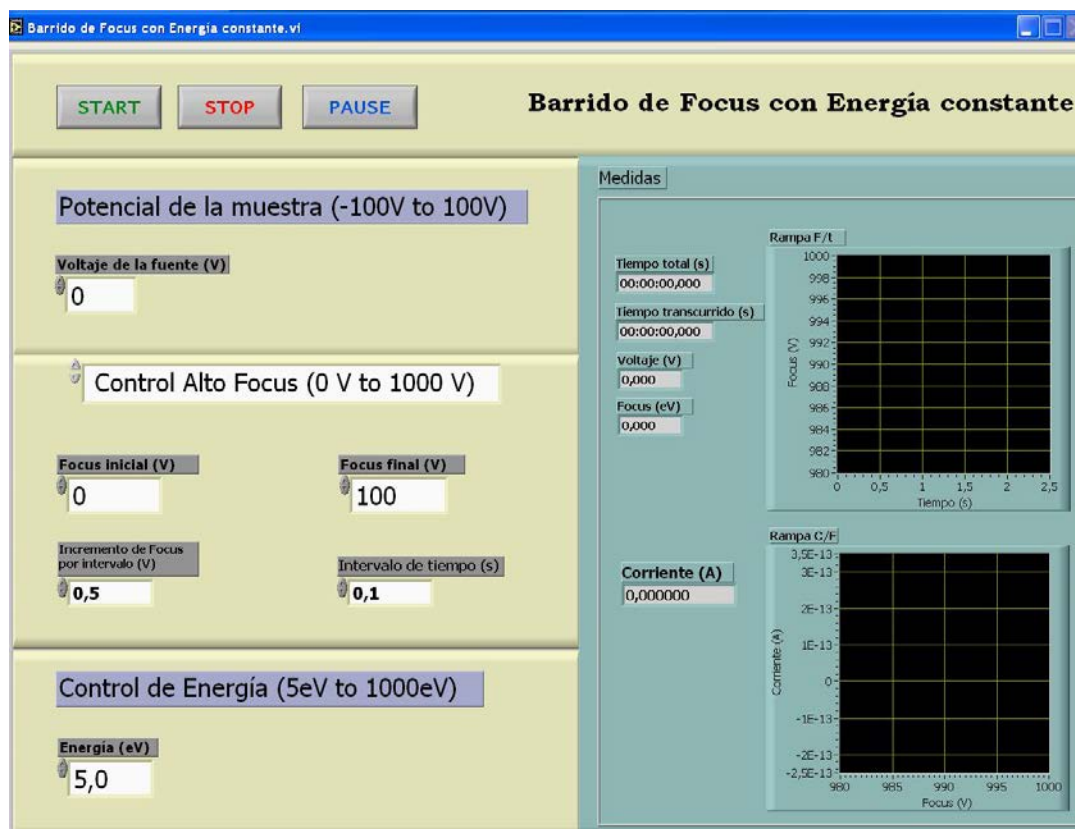 Barrido de Focus con Energía constante.vi
START
STOP
PAUSE
Barrido de Focus con Energía constante
Potencial de la muestra (-100V to 100V)
Voltaje de la fuente (V)
0
Control Alto Focus (0 V to 1000 V)
Focus inicial (V)
0
Focus final (V)
100
Incremento de Focus
por intervalo (V)
0,5
Intervalo de tiempo (s)
0,1
Control de Energía (5eV to 1000eV)
Energía (eV)
5,0
Medidas
Tiempo total (s)
00:00:00,000
Tiempo transcurrido (s)
00:00:00,000
Voltaje (V)
0,000
Focus (eV)
0,000
Rampa F/t
Focus (V)
1000
998
996
994
992
990
988
986
984
982
980
0 0,5 1 1,5 2 2,5
Tiempo (s)
Corriente (A)
0,000000
Rampa C/F
Corriente (A)
3,5E-13
3E-13
2E-13
1E-13
0
-1E-13
-2E-13
-2,5E-13
980 985 990 995 1000
Focus (V)